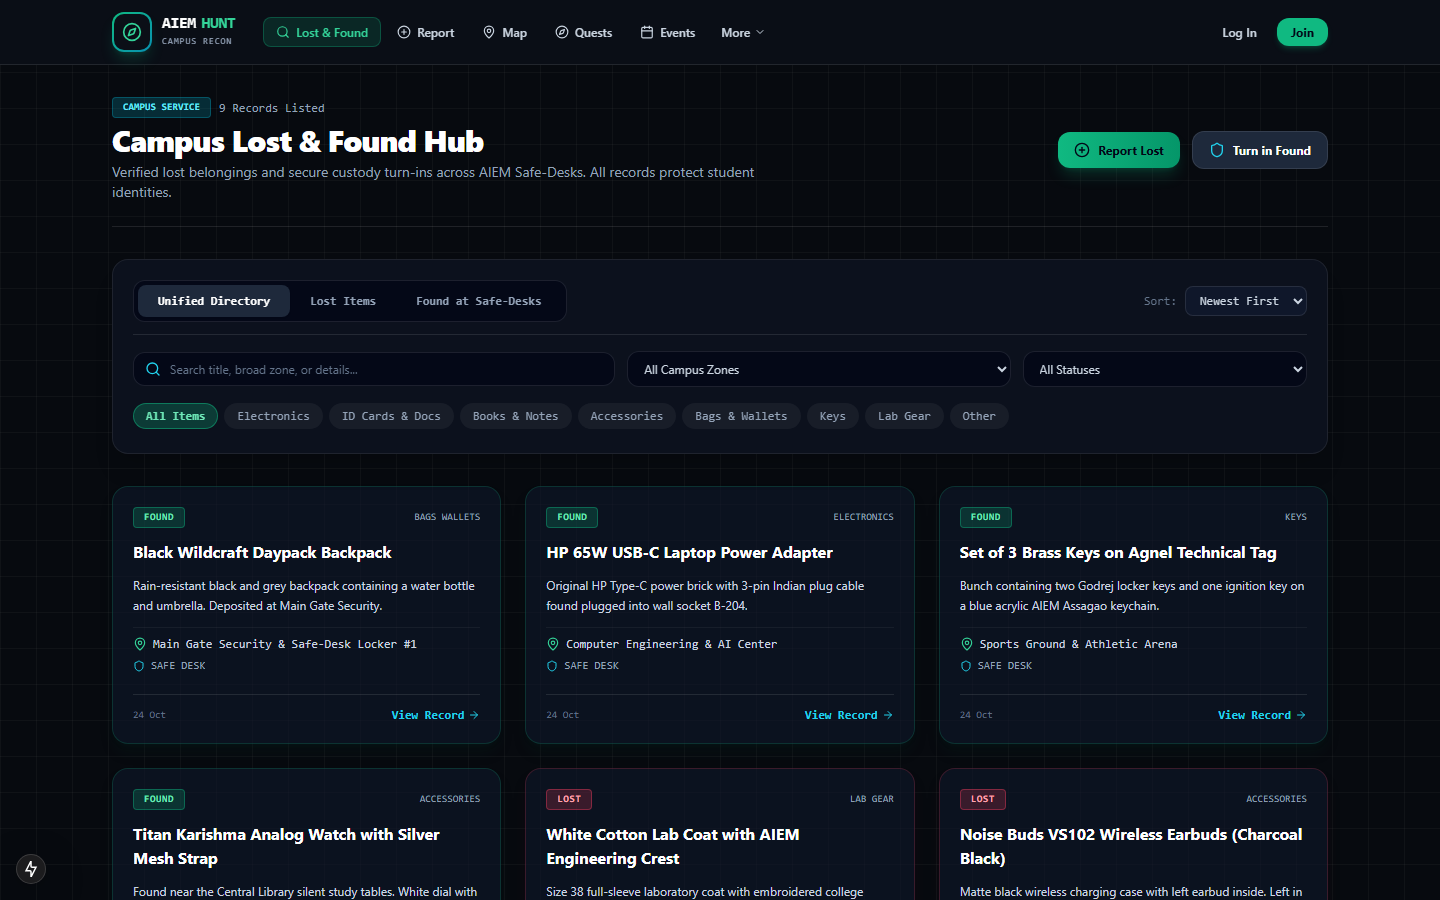 AIEM HUNT
CAMPUS RECON
Lost & Found
Report
Map
Quests
Events
More
Log In
Join
CAMPUS SERVICE
9 Records Listed
Campus Lost & Found Hub
Verified lost belongings and secure custody turn-ins across AIEM Safe-Desks. All records protect student
identities.
Report Lost
Turn in Found
Unified Directory
Lost Items
Found at Safe-Desks
Sort:
Newest First
Search title, broad zone, or details...
All Campus Zones
All Statuses
All Items
Electronics
ID Cards & Docs
Books & Notes
Accessories
Bags & Wallets
Keys
Lab Gear
Other
FOUND
BAGS WALLETS
Black Wildcraft Daypack Backpack
Rain-resistant black and grey backpack containing a water bottle
and umbrella. Deposited at Main Gate Security.
Main Gate Security & Safe-Desk Locker #1
SAFE DESK
24 Oct
View Record →
FOUND
ELECTRONICS
HP 65W USB-C Laptop Power Adapter
Original HP Type-C power brick with 3-pin Indian plug cable
found plugged into wall socket B-204.
Computer Engineering & AI Center
SAFE DESK
24 Oct
View Record →
FOUND
KEYS
Set of 3 Brass Keys on Agnel Technical Tag
Bunch containing two Godrej locker keys and one ignition key on
a blue acrylic AIEM Assagao keychain.
Sports Ground & Athletic Arena
SAFE DESK
24 Oct
View Record →
FOUND
ACCESSORIES
Titan Karishma Analog Watch with Silver
Mesh Strap
Found near the Central Library silent study tables. White dial with
LOST
LAB GEAR
White Cotton Lab Coat with AIEM
Engineering Crest
Size 38 full-sleeve laboratory coat with embroidered college
LOST
ACCESSORIES
Noise Buds VS102 Wireless Earbuds (Charcoal
Black)
Matte black wireless charging case with left earbud inside. Left in